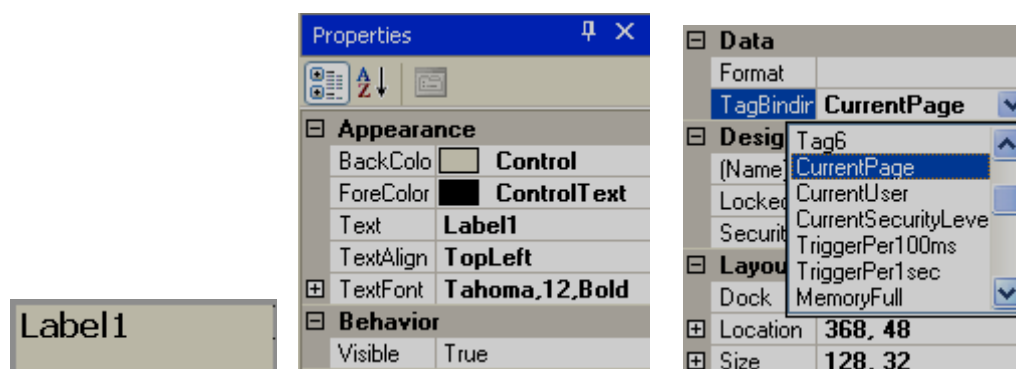 Label1
Properties
Appearance
BackColo Control
ForeColor ControlText
Text Label1
TextAlign TopLeft
TextFont Tahoma,12,Bold
Behavior
Visible True
Data
Format
TagBindin CurrentPage
Desig
(Name)
Locked
Securit
Layou
Dock
Location 368, 48
Size 128, 32
Tag6
CurrentPage
CurrentUser
CurrentSecurityLeve
TriggerPer100ms
TriggerPer1sec
MemoryFull